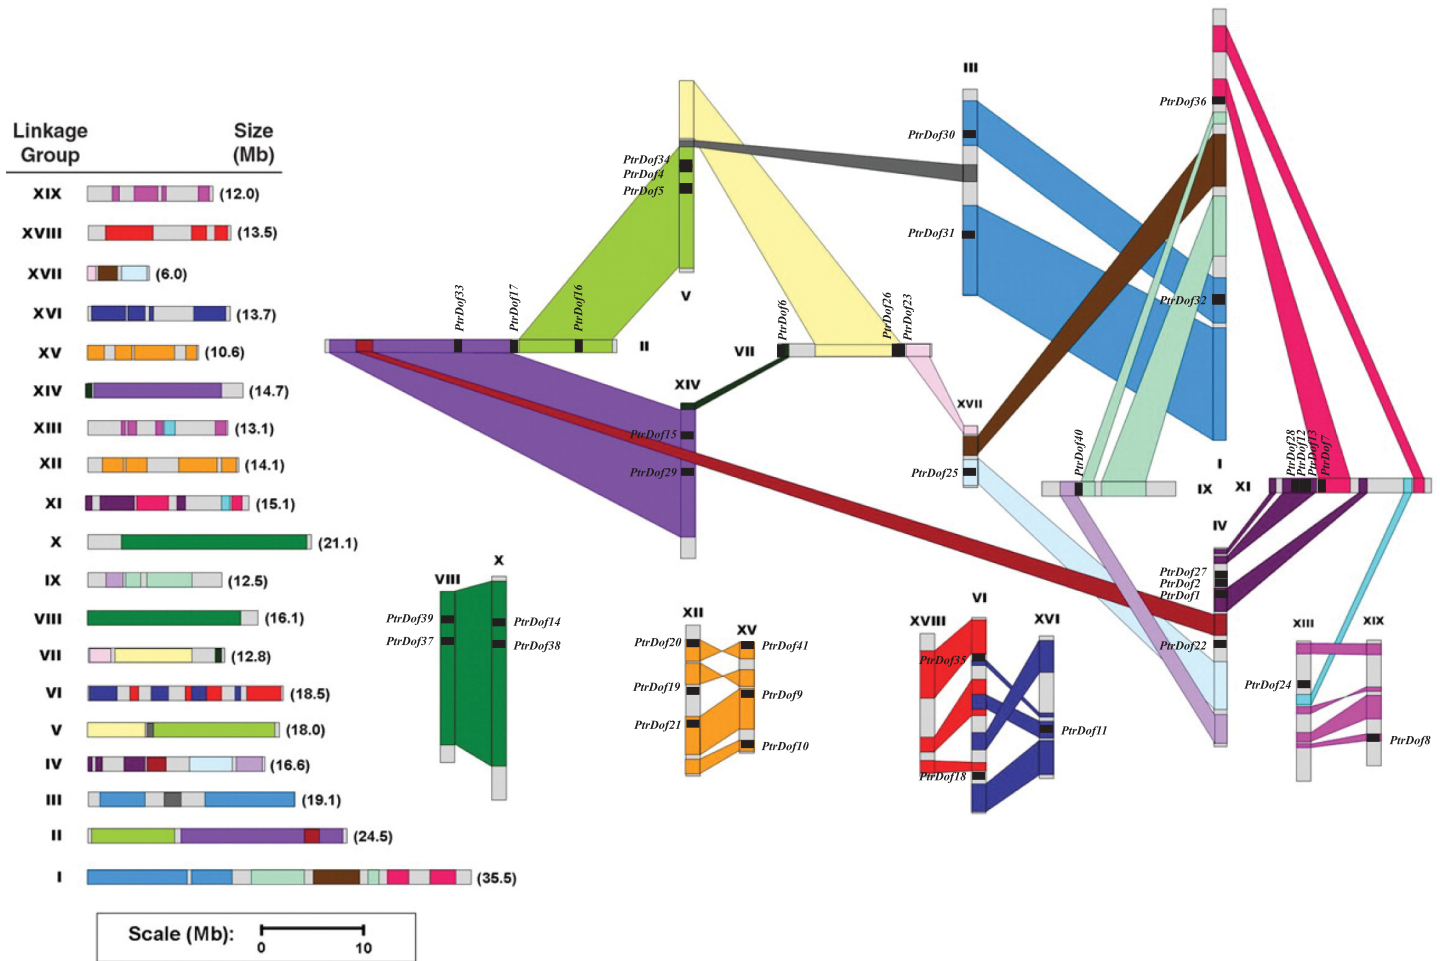 Linkage Group
Size (Mb)
XIX (12.0)
XVIII (13.5)
XVII (6.0)
XVI (13.7)
XV (10.6)
XIV (14.7)
XIII (13.1)
XII (14.1)
XI (15.1)
X (21.1)
IX (12.5)
VIII (16.1)
VII (12.8)
VI (18.5)
V (18.0)
IV (16.6)
III (19.1)
II (24.5)
I (35.5)
Scale (Mb):
0 10
PtrDof34
PtrDof4
PtrDof5
V
PtrDof33
PtrDof17
PtrDof16
II
VII
PtrDof6
PtrDof26
PtrDof23
XIV
PtrDof15
PtrDof29
III
PtrDof30
PtrDof31
XVII
PtrDof25
PtrDof36
PtrDof32
I
PtrDof40
IX
XI
PtrDof28
PtrDof12
PtrDof13
PtrDof7
IV
PtrDof27
PtrDof2
PtrDof1
PtrDof22
VIII
X
PtrDof39
PtrDof37
PtrDof14
PtrDof38
XII
XV
PtrDof20
PtrDof41
PtrDof19
PtrDof9
PtrDof21
PtrDof10
XVIII
VI
XVI
PtrDof35
PtrDof11
PtrDof18
XIII
XIX
PtrDof24
PtrDof8